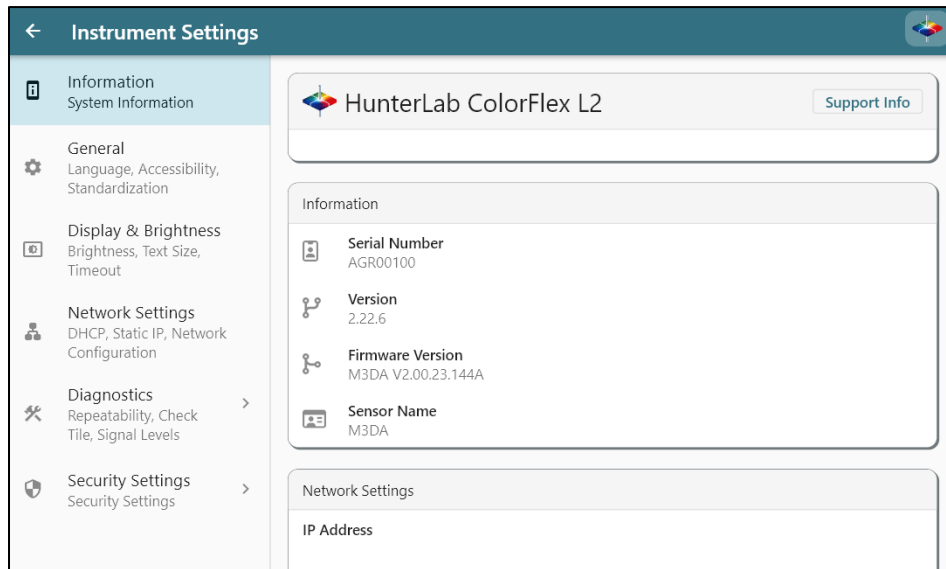 Instrument Settings
Information
System Information
General
Language, Accessibility,
Standardization
Display & Brightness
Brightness, Text Size,
Timeout
Network Settings
DHCP, Static IP, Network
Configuration
Diagnostics
Repeatability, Check
Tile, Signal Levels
Security Settings
Security Settings
HunterLab ColorFlex L2
Support Info
Information
Serial Number
AGR00100
Version
2.22.6
Firmware Version
M3DA V2.00.23.144A
Sensor Name
M3DA
Network Settings
IP Address